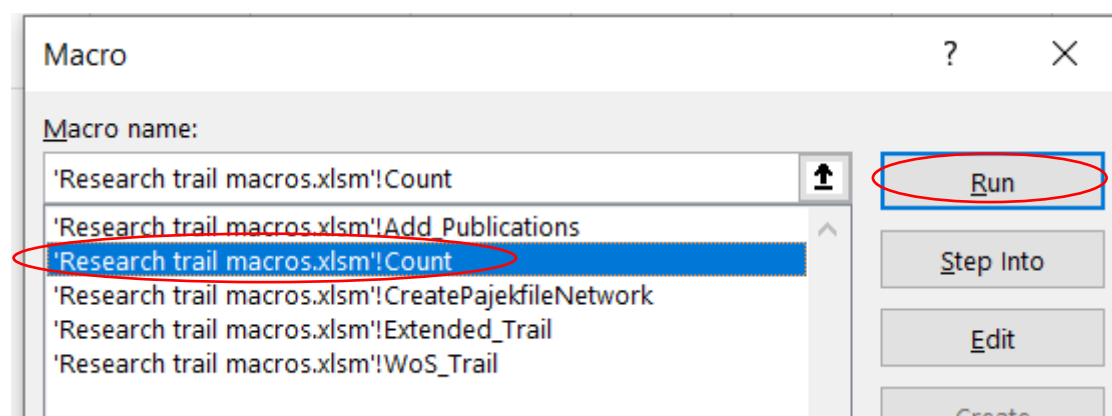 Macro ?
Macro name:
'Research trail macros.xlsm'!Count
Run
'Research trail macros.xlsm'!Add_Publications
'Research trail macros.xlsm'!Count
Step Into
'Research trail macros.xlsm'!CreatePajekfileNetwork
'Research trail macros.xlsm'!Extended_Trail
Edit
'Research trail macros.xlsm'!WoS_Trail
Create